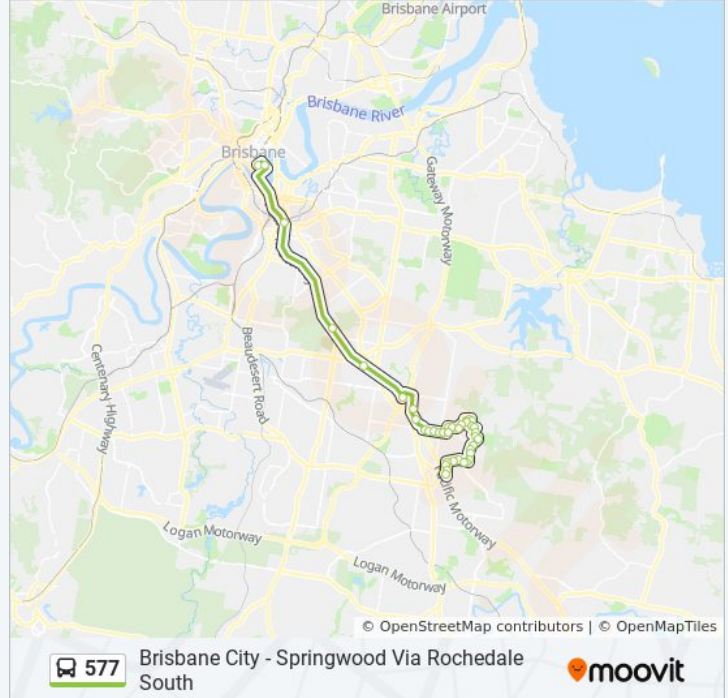 Brisbane Airport
Brisbane River
Brisbane
Gateway Motorway
Centenary Highway
Beaudesert Road
Pacific Motorway
Logan Motorway
Logan Motorway
© OpenStreetMap contributors | © OpenMapTiles
577
Brisbane City - Springwood Via Rochedale
South
moovit